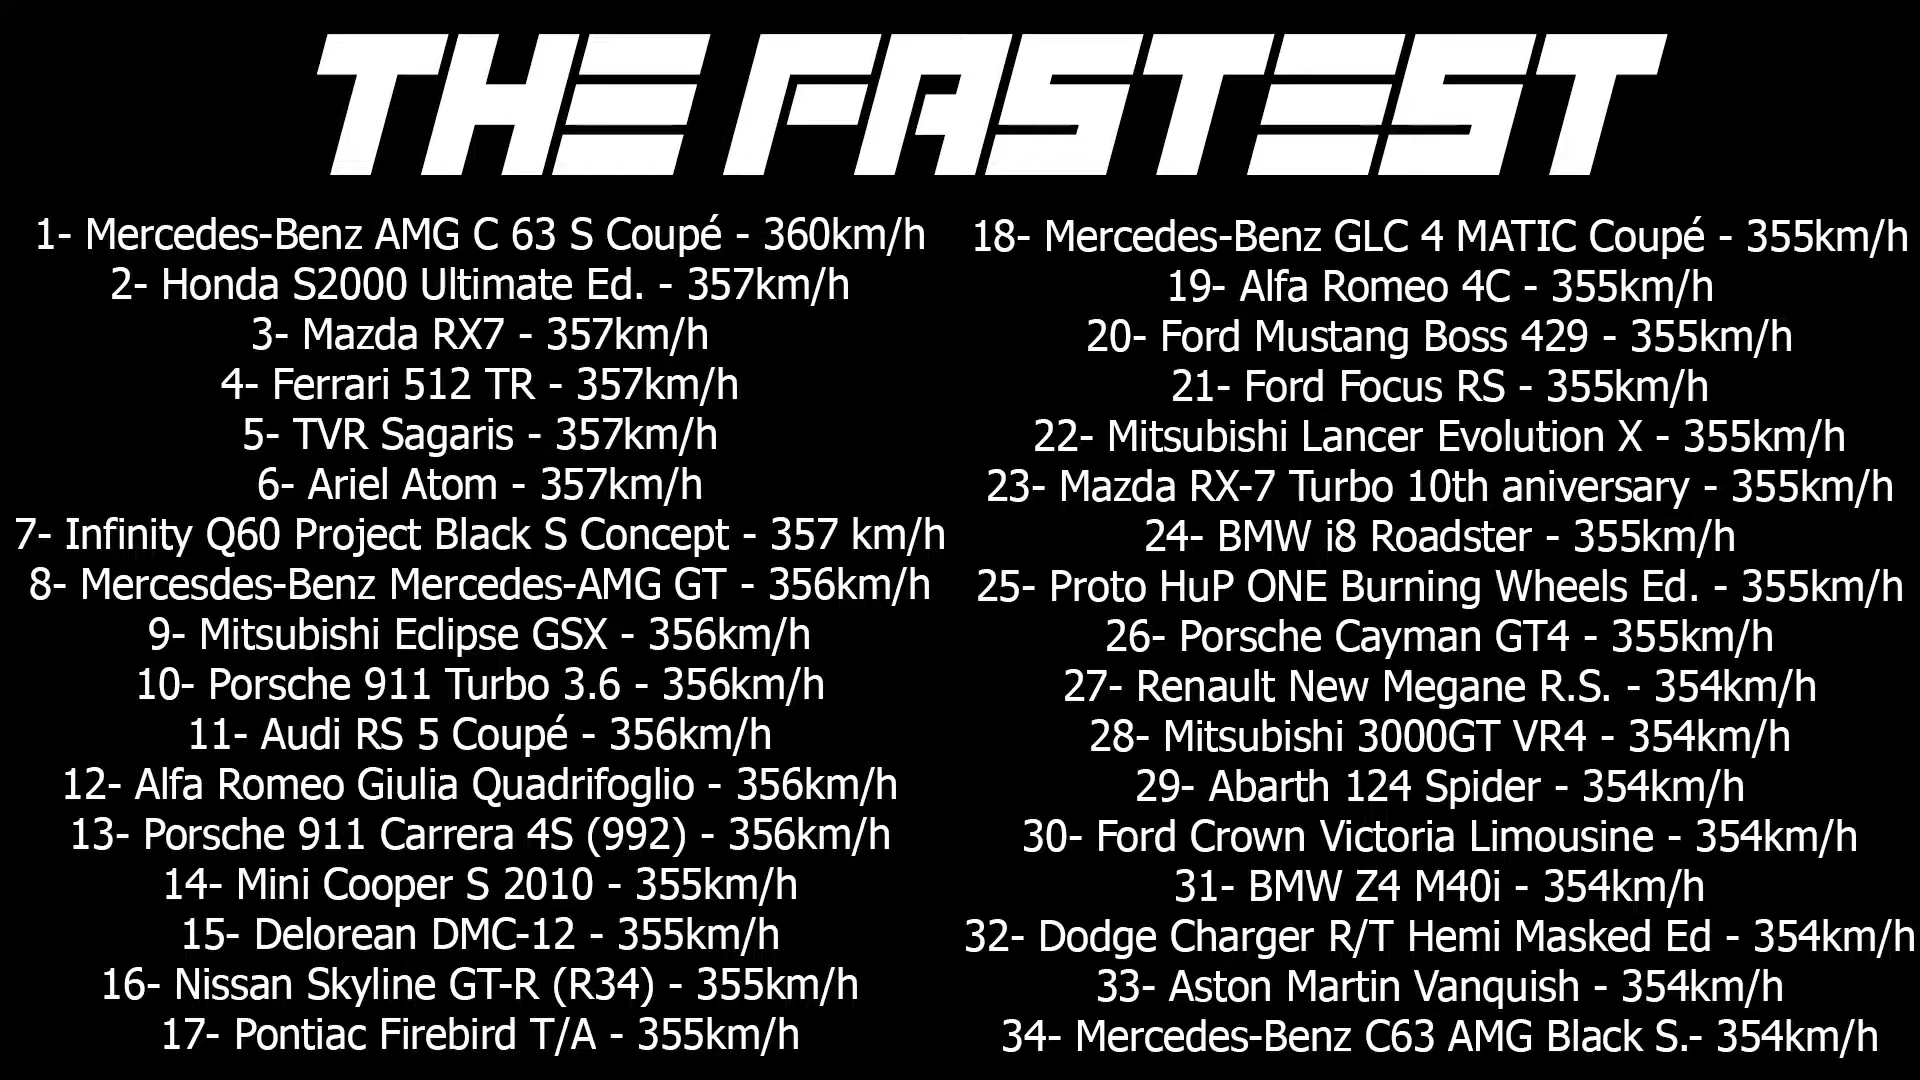 THE FASTEST
1- Mercedes-Benz AMG C 63 S Coupé - 360km/h
2- Honda S2000 Ultimate Ed. - 357km/h
3- Mazda RX7 - 357km/h
4- Ferrari 512 TR - 357km/h
5- TVR Sagaris - 357km/h
6- Ariel Atom - 357km/h
7- Infinity Q60 Project Black S Concept - 357 km/h
8- Mercesdes-Benz Mercedes-AMG GT - 356km/h
9- Mitsubishi Eclipse GSX - 356km/h
10- Porsche 911 Turbo 3.6 - 356km/h
11- Audi RS 5 Coupé - 356km/h
12- Alfa Romeo Giulia Quadrifoglio - 356km/h
13- Porsche 911 Carrera 4S (992) - 356km/h
14- Mini Cooper S 2010 - 355km/h
15- Delorean DMC-12 - 355km/h
16- Nissan Skyline GT-R (R34) - 355km/h
17- Pontiac Firebird T/A - 355km/h
18- Mercedes-Benz GLC 4 MATIC Coupé - 355km/h
19- Alfa Romeo 4C - 355km/h
20- Ford Mustang Boss 429 - 355km/h
21- Ford Focus RS - 355km/h
22- Mitsubishi Lancer Evolution X - 355km/h
23- Mazda RX-7 Turbo 10th aniversary - 355km/h
24- BMW i8 Roadster - 355km/h
25- Proto HuP ONE Burning Wheels Ed. - 355km/h
26- Porsche Cayman GT4 - 355km/h
27- Renault New Megane R.S. - 354km/h
28- Mitsubishi 3000GT VR4 - 354km/h
29- Abarth 124 Spider - 354km/h
30- Ford Crown Victoria Limousine - 354km/h
31- BMW Z4 M40i - 354km/h
32- Dodge Charger R/T Hemi Masked Ed - 354km/h
33- Aston Martin Vanquish - 354km/h
34- Mercedes-Benz C63 AMG Black S.- 354km/h